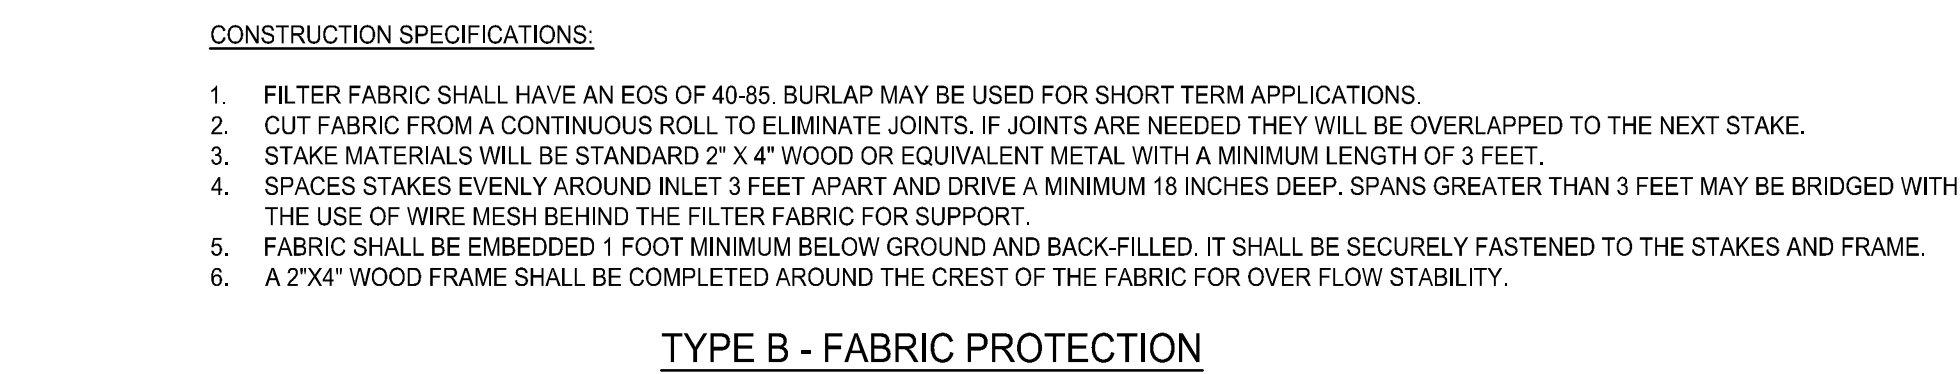 CONSTRUCTION SPECIFICATIONS:
1. FILTER FABRIC SHALL HAVE AN EOS OF 40-85. BURLAP MAY BE USED FOR SHORT TERM APPLICATIONS.
2. CUT FABRIC FROM A CONTINUOUS ROLL TO ELIMINATE JOINTS. IF JOINTS ARE NEEDED THEY WILL BE OVERLAPPED TO THE NEXT STAKE.
3. STAKE MATERIALS WILL BE STANDARD 2" X 4" WOOD OR EQUIVALENT METAL WITH A MINIMUM LENGTH OF 3 FEET.
4. SPACES STAKES EVENLY AROUND INLET 3 FEET APART AND DRIVE A MINIMUM 18 INCHES DEEP. SPANS GREATER THAN 3 FEET MAY BE BRIDGED WITH
THE USE OF WIRE MESH BEHIND THE FILTER FABRIC FOR SUPPORT.
5. FABRIC SHALL BE EMBEDDED 1 FOOT MINIMUM BELOW GROUND AND BACK-FILLED. IT SHALL BE SECURELY FASTENED TO THE STAKES AND FRAME.
6. A 2"X4" WOOD FRAME SHALL BE COMPLETED AROUND THE CREST OF THE FABRIC FOR OVER FLOW STABILITY.
TYPE B - FABRIC PROTECTION